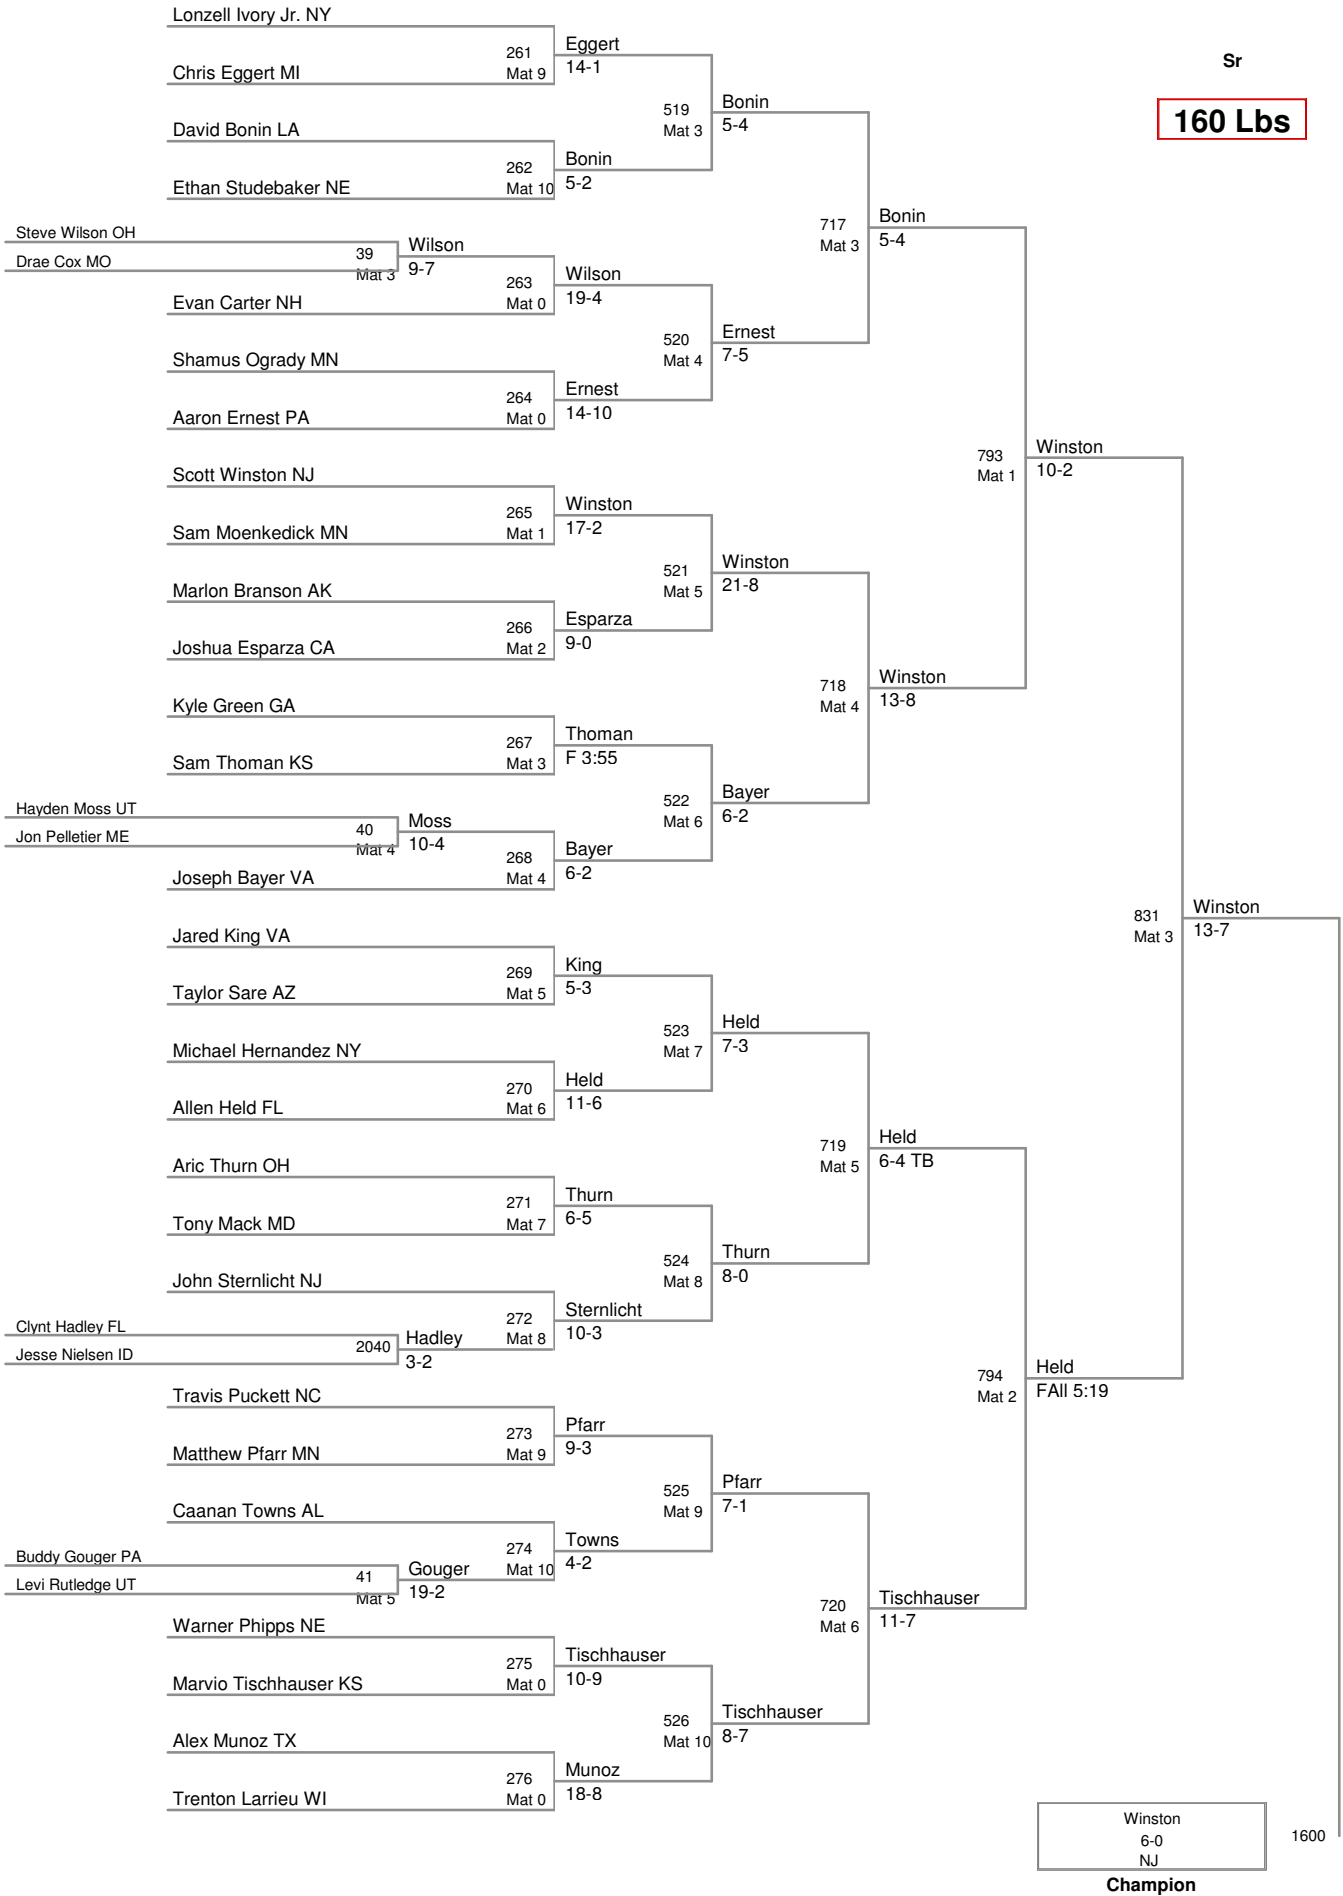 Lonzell Ivory Jr. NY
261
Eggert
Mat 9
14-1
Chris Eggert MI
Sr
519
Bonin
Mat 3
5-4
160 Lbs
David Bonin LA
262
Bonin
Mat 10
5-2
Ethan Studebaker NE
717
Bonin
Mat 3
5-4
Steve Wilson OH
39
Wilson
Mat 3
9-7
Drae Cox MO
263
Wilson
Mat 0
19-4
Evan Carter NH
520
Ernest
Mat 4
7-5
Shamus Ogrady MN
264
Ernest
Mat 0
14-10
Aaron Ernest PA
793
Winston
Mat 1
10-2
Scott Winston NJ
265
Winston
Mat 1
17-2
Sam Moenkedick MN
521
Winston
Mat 5
21-8
Marlon Branson AK
266
Esparza
Mat 2
9-0
Joshua Esparza CA
718
Winston
Mat 4
13-8
Kyle Green GA
267
Thoman
Mat 3
F 3:55
Sam Thoman KS
522
Bayer
Mat 6
6-2
Hayden Moss UT
40
Moss
Mat 4
10-4
Jon Pelletier ME
268
Bayer
Mat 4
6-2
Joseph Bayer VA
831
Winston
Mat 3
13-7
Jared King VA
269
King
Mat 5
5-3
Taylor Sare AZ
523
Held
Mat 7
7-3
Michael Hernandez NY
270
Held
Mat 6
11-6
Allen Held FL
719
Held
Mat 5
6-4 TB
Aric Thurn OH
271
Thurn
Mat 7
6-5
Tony Mack MD
524
Thurn
Mat 8
8-0
John Sternlicht NJ
272
Sternlicht
Mat 8
10-3
Clynt Hadley FL
2040
Hadley
3-2
Jesse Nielsen ID
794
Held
Mat 2
FAll 5:19
Travis Puckett NC
273
Pfarr
Mat 9
9-3
Matthew Pfarr MN
525
Pfarr
Mat 9
7-1
Caanan Towns AL
274
Towns
Mat 10
4-2
Buddy Gouger PA
41
Gouger
Mat 5
19-2
Levi Rutledge UT
720
Tischhauser
Mat 6
11-7
Warner Phipps NE
275
Tischhauser
Mat 0
10-9
Marvio Tischhauser KS
526
Tischhauser
Mat 10
8-7
Alex Munoz TX
276
Munoz
Mat 0
18-8
Trenton Larrieu WI
Winston
6-0
NJ
1600
Champion